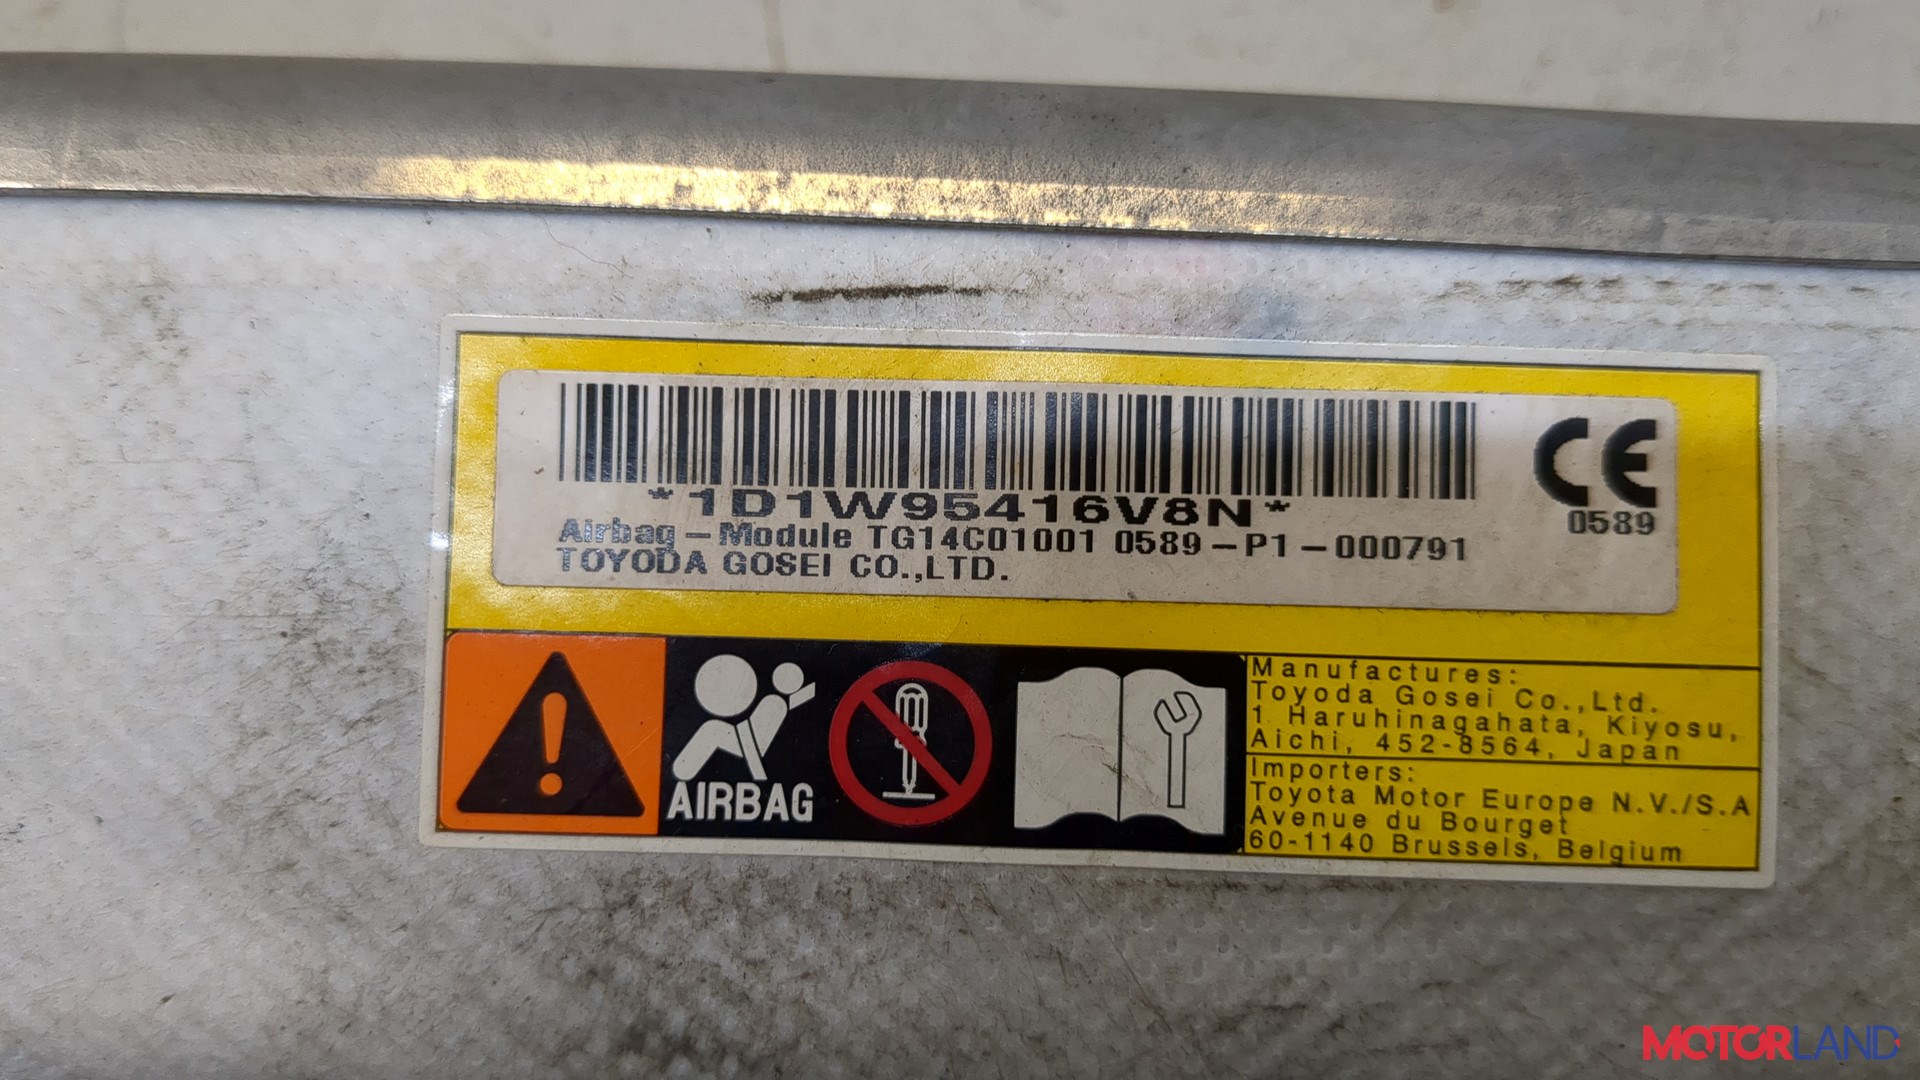 *1D1W95416V8N*
Airbag-Module TG14C01001 0589-P1-000791
TOYODA GOSEI CO.,LTD.
CE
0589
AIRBAG
Manufactures:
Toyoda Gosei Co.,Ltd.
1 Haruhinagahata, Kiyosu,
Aichi, 452-8564, Japan
Importers:
Toyota Motor Europe N.V./S.A
Avenue du Bourget
60-1140 Brussels, Belgium
MOTORLAND